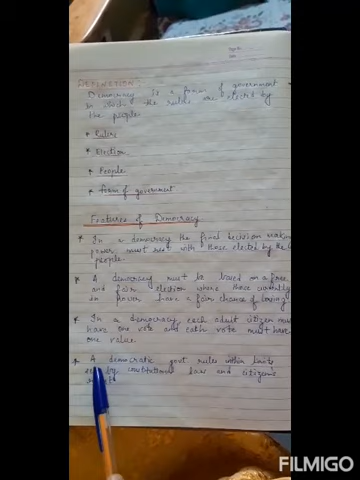 DEFINITION :
Democracy is a form of government
in which the rulers are elected by
the people
* Rulers
* Election
* People
* form of government
Features of Democracy
* In a democracy the final decision making
power must rest with those elected by the
people.
* A democracy must be based on a free
and fair election where those currently
in power have a fair chance of losing
* In a democracy each adult citizen must
have one vote and each vote must have
one value.
* A democratic govt rules within limits
set by constitutional law and citizens
rights
FILMIGO